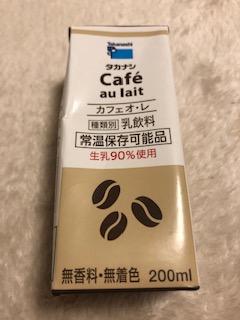 Takanashi
タカナシ
Café
au lait
カフェオ・レ
種類別 乳飲料
常温保存可能品
生乳90%使用
無香料・無着色 200ml